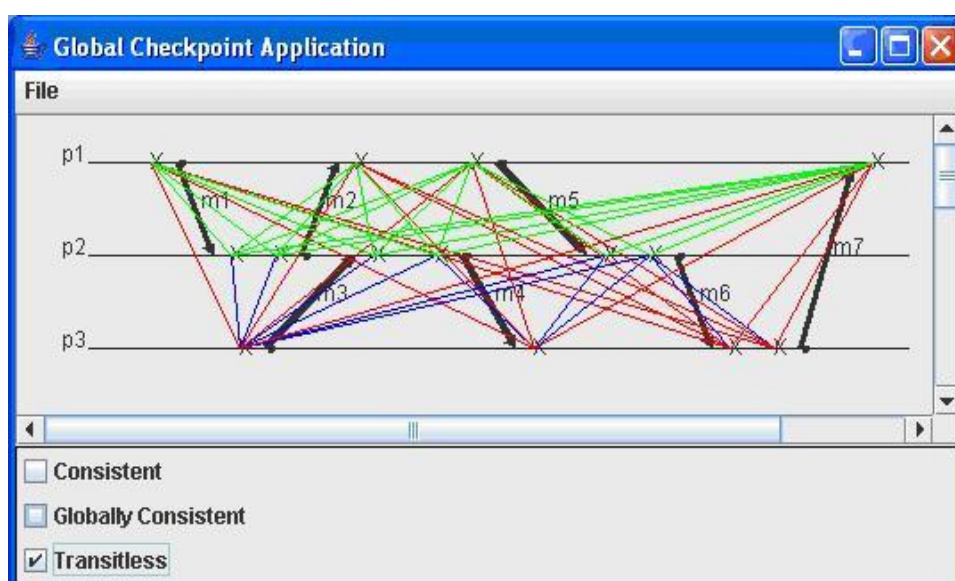 Global Checkpoint Application
File
p1
m1
m2
m5
p2
m7
m3
m4
m6
p3
Consistent
Globally Consistent
Transitless